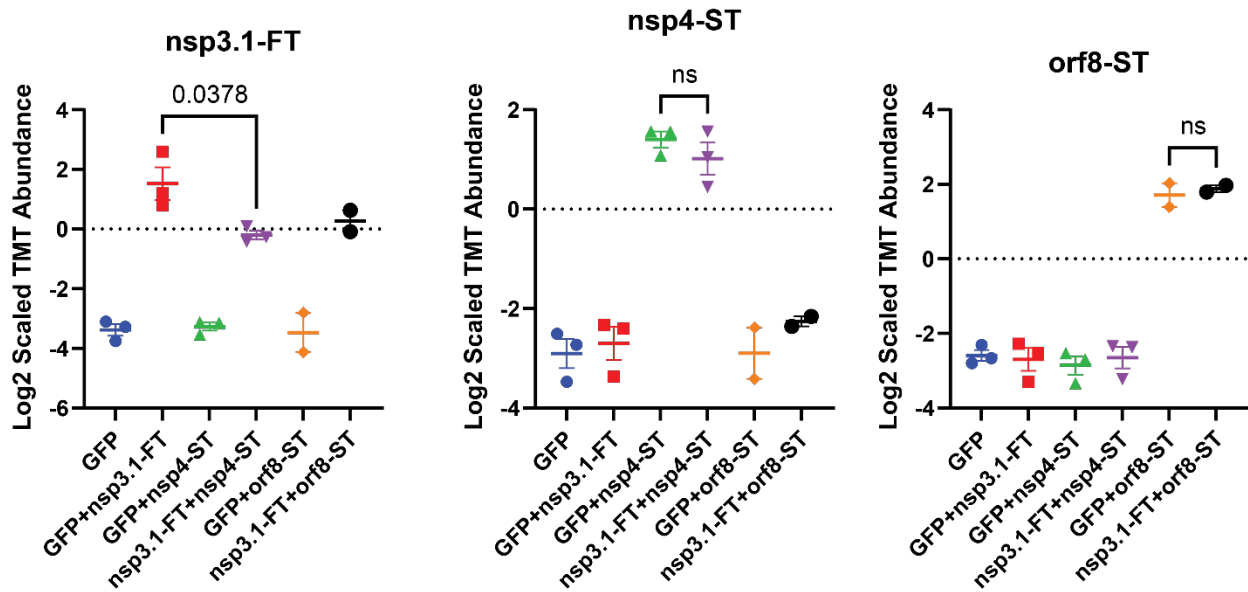 nsp3.1-FT
Log2 Scaled TMT Abundance
4
2
0
-2
-4
-6
0.0378
GFP
GFP+nsp3.1-FT
GFP+nsp4-ST
nsp3.1-FT+nsp4-ST
GFP+orf8-ST
nsp3.1-FT+orf8-ST
nsp4-ST
Log2 Scaled TMT Abundance
2
0
-2
-4
ns
GFP
GFP+nsp3.1-FT
GFP+nsp4-ST
nsp3.1-FT+nsp4-ST
GFP+orf8-ST
nsp3.1-FT+orf8-ST
orf8-ST
Log2 Scaled TMT Abundance
4
2
0
-2
-4
ns
GFP
GFP+nsp3.1-FT
GFP+nsp4-ST
nsp3.1-FT+nsp4-ST
GFP+orf8-ST
nsp3.1-FT+orf8-ST